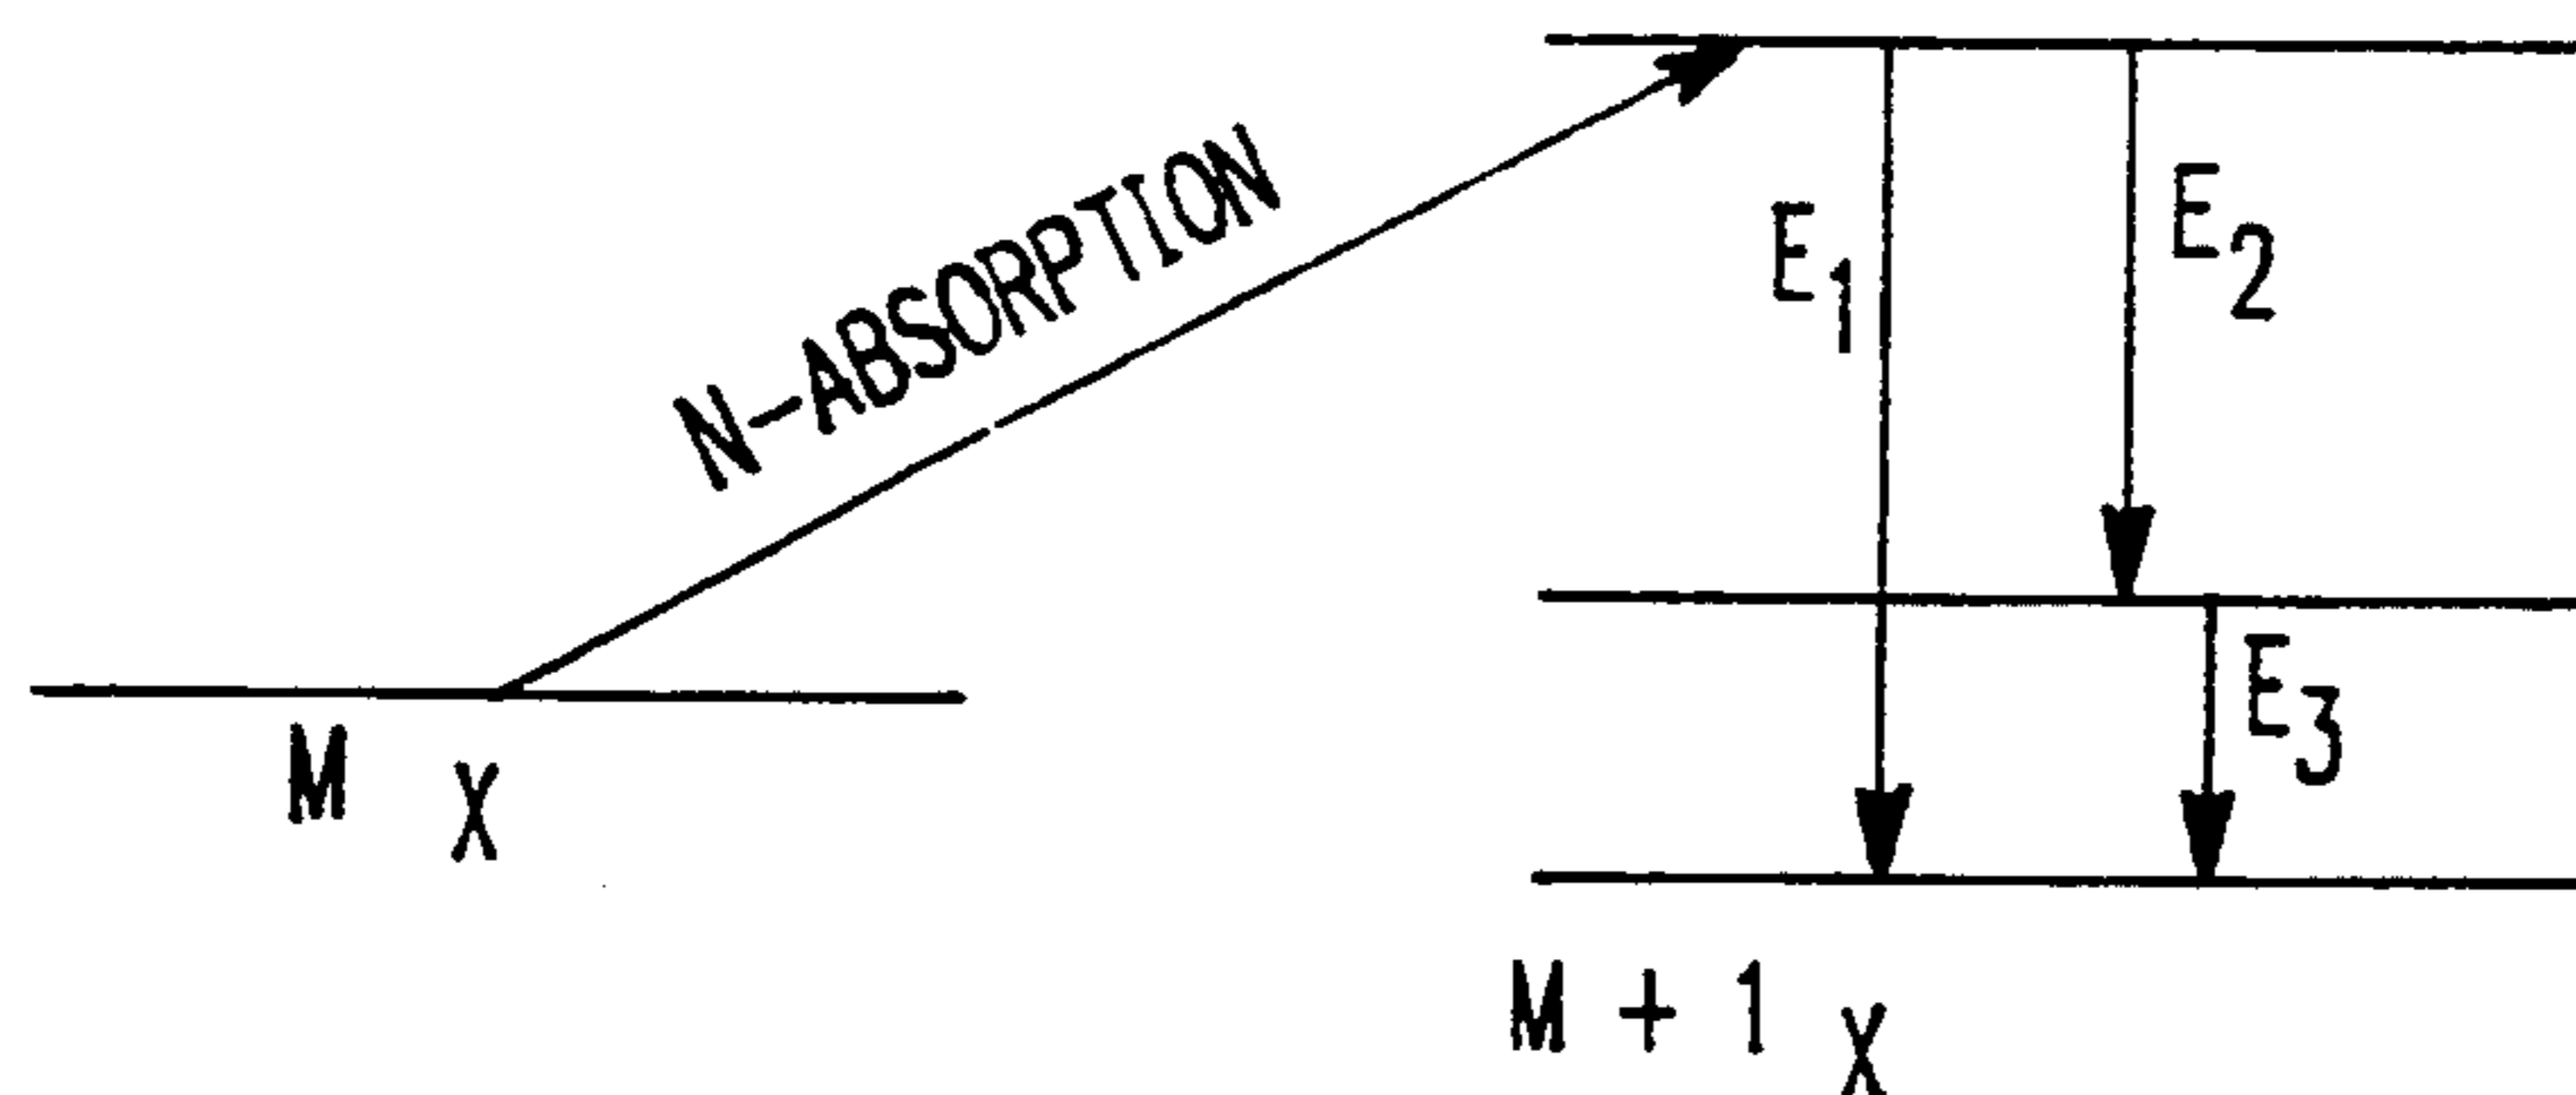 N-ABSORPTION
E1
E2
E3
M X
M + 1 X